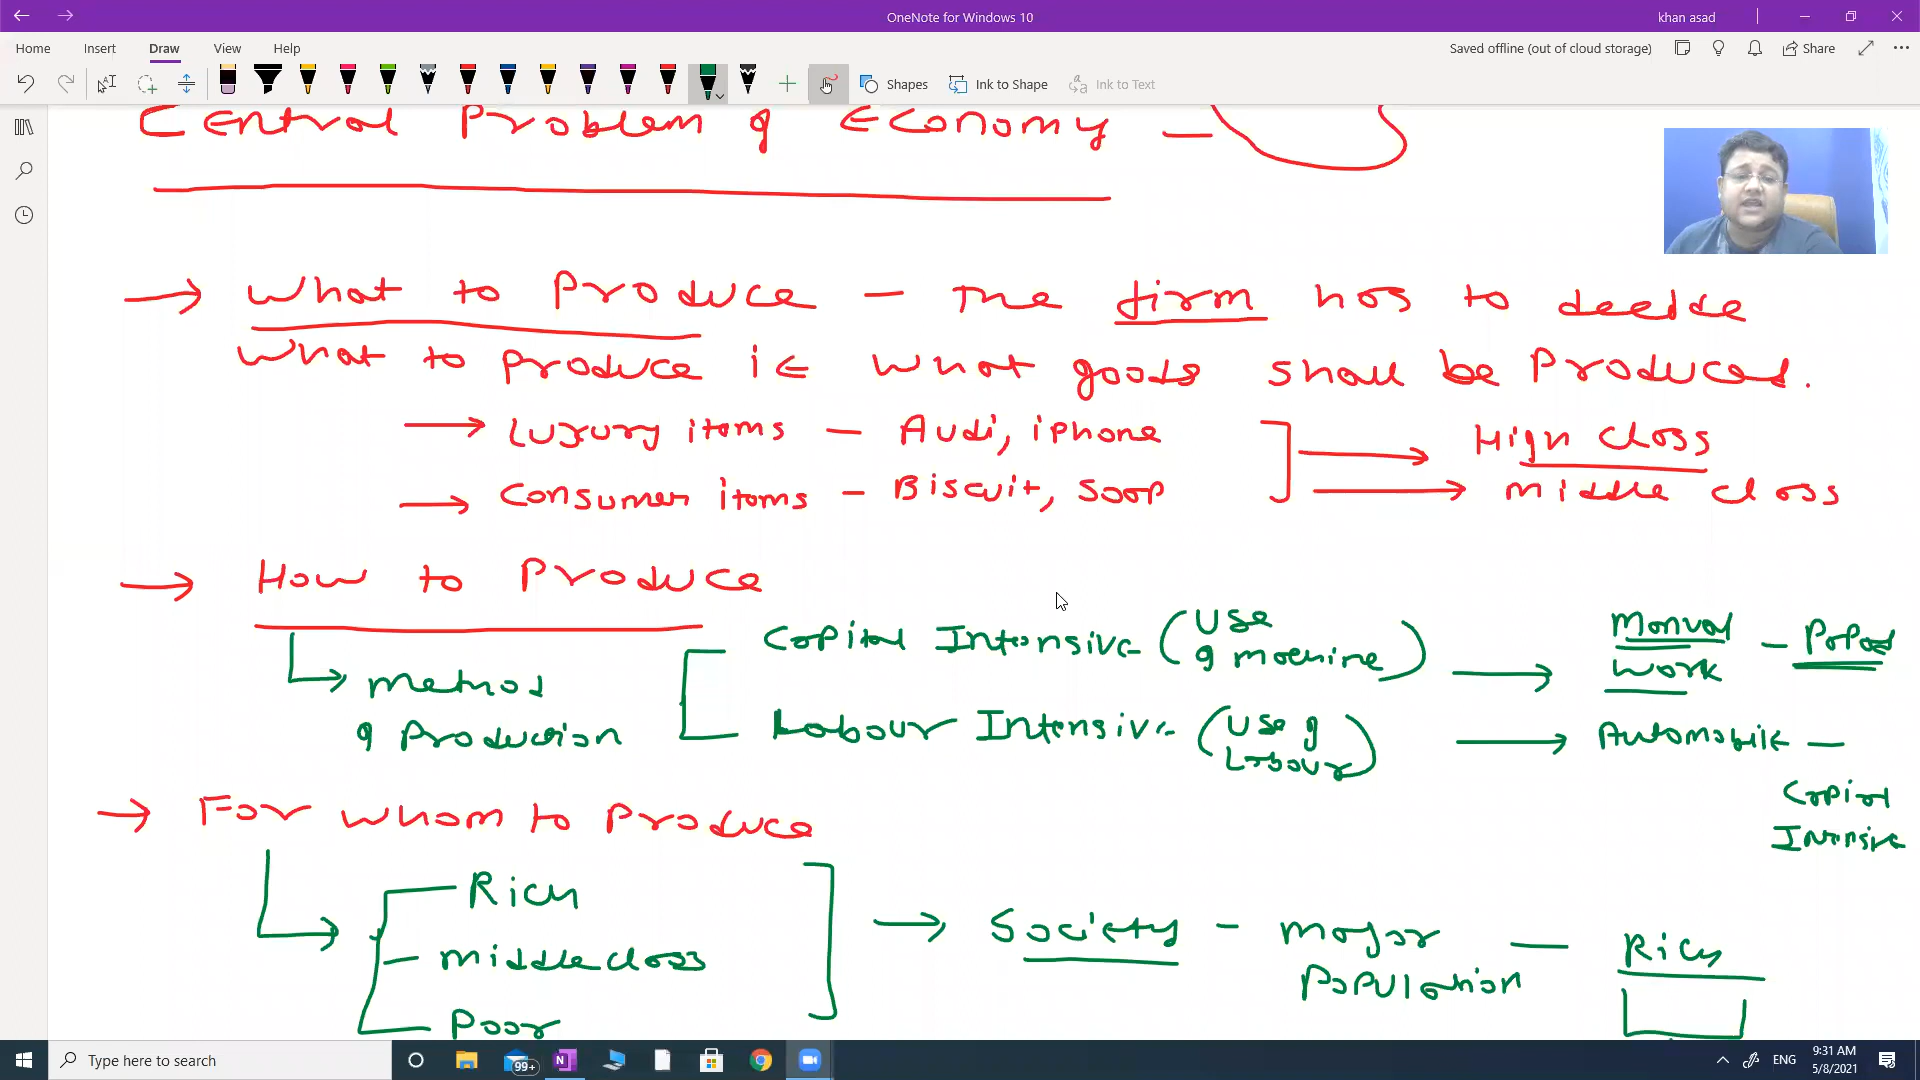 OneNote for Windows 10
khan asad
Home Insert Draw View Help
Saved offline (out of cloud storage)
Share
Shapes
Ink to Shape
Ink to Text
Central Problem of Economy —
→ What to Produce – The firm has to decide
What to produce ie what goods shall be Produced.
→ Luxury items – Audi, iphone
→ High Class
→ Consumer items – Biscuit, Soap
→ middle class
→ How to Produce
method
of Production
Capital Intensive (Use
of machine)
→ Manual
Work –
Labour Intensive (Use of
Labour)
→ Automobile –
Capital
Intensive
→ For whom to Produce
Rich
middle class
Poor
→ Society – major
Population — Rich
Type here to search
99+
ENG
9:31 AM
5/8/2021